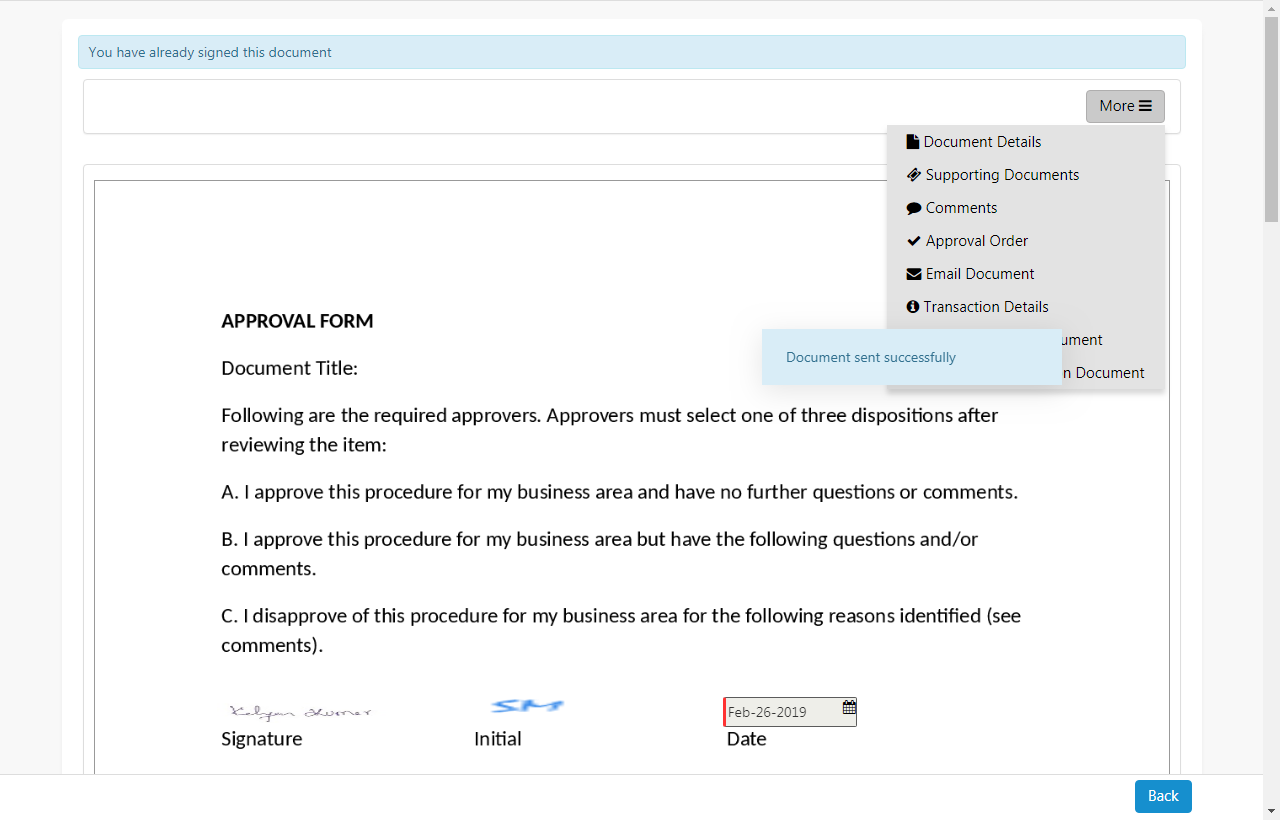 You have already signed this document
More
Document Details
Supporting Documents
Comments
Approval Order
Email Document
Transaction Details
Document sent successfully
Document
APPROVAL FORM
Document Title:
Following are the required approvers. Approvers must select one of three dispositions after
reviewing the item:
A. I approve this procedure for my business area and have no further questions or comments.
B. I approve this procedure for my business area but have the following questions and/or
comments.
C. I disapprove of this procedure for my business area for the following reasons identified (see
comments).
Kalyan Kumar SM Feb-26-2019
Signature Initial Date
Back